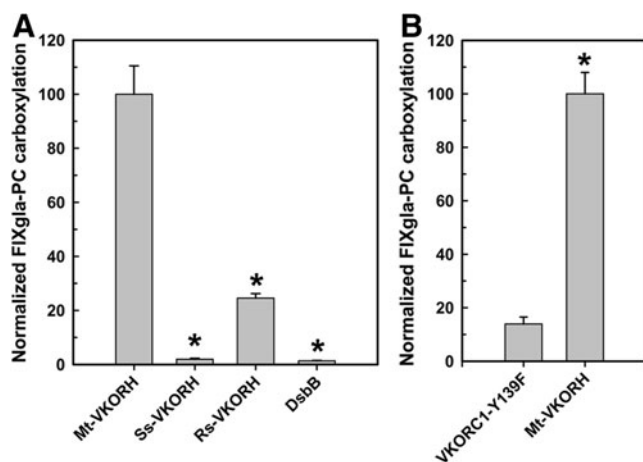 A
Normalized FIXgla-PC carboxylation
120
100
80
60
40
20
0
*
*
*
Mt-VKORH
Ss-VKORH
Rs-VKORH
DsbB
B
Normalized FIXgla-PC carboxylation
120
100
80
60
40
20
0
*
VKORC1-Y139F
Mt-VKORH